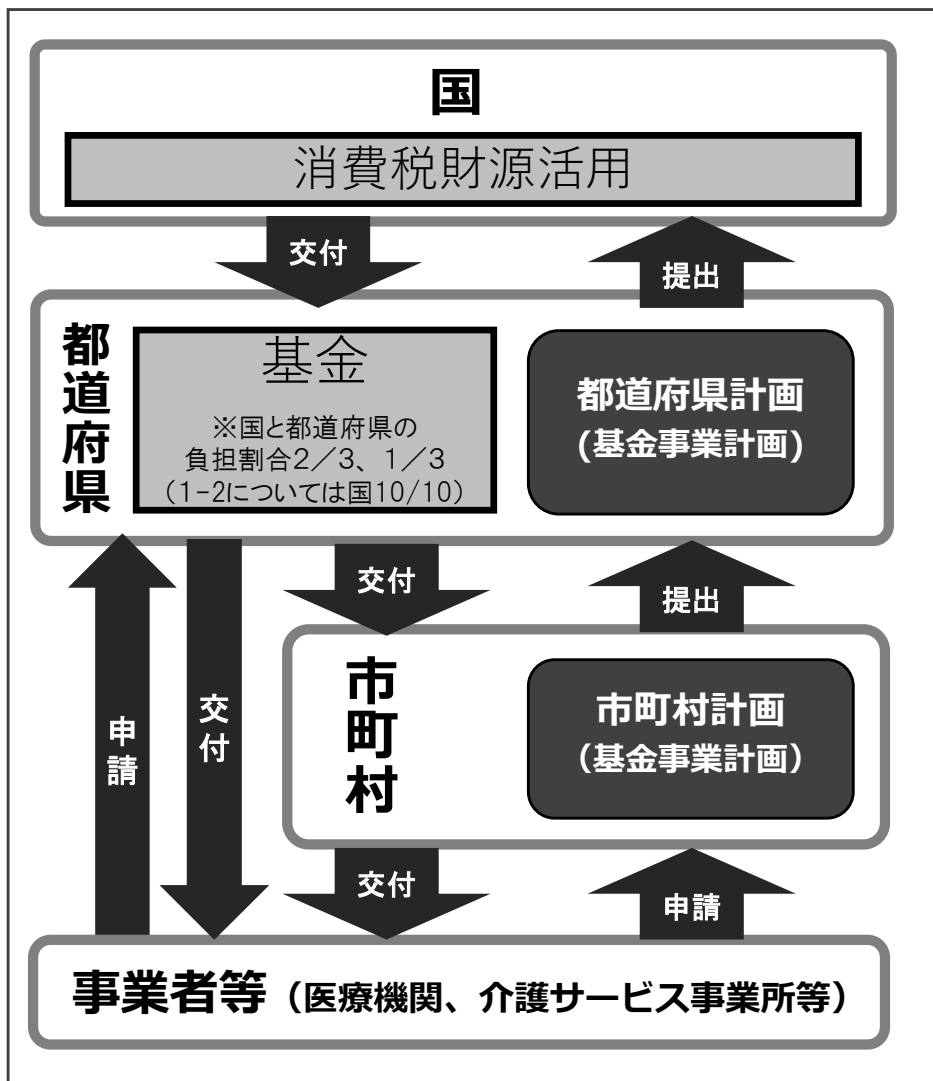 国
消費税財源活用
交付
提出
都道府県
基金
※国と都道府県の
負担割合2／3、1／3
（1-2については国10/10）
都道府県計画
(基金事業計画)
交付
提出
申請
交付
市町村
市町村計画
（基金事業計画）
交付
申請
事業者等（医療機関、介護サービス事業所等）